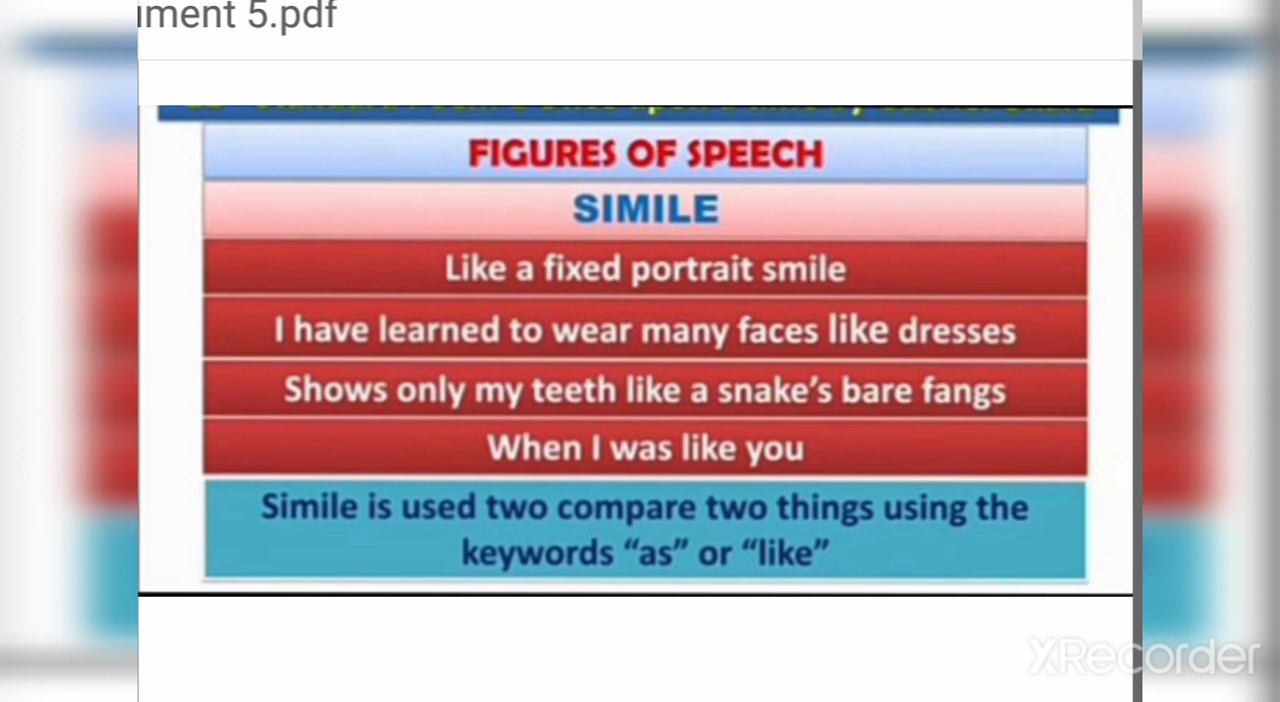 ment 5.pdf
FIGURES OF SPEECH
SIMILE
Like a fixed portrait smile
I have learned to wear many faces like dresses
Shows only my teeth like a snake’s bare fangs
When I was like you
Simile is used two compare two things using the
keywords “as” or “like”
XRecorder